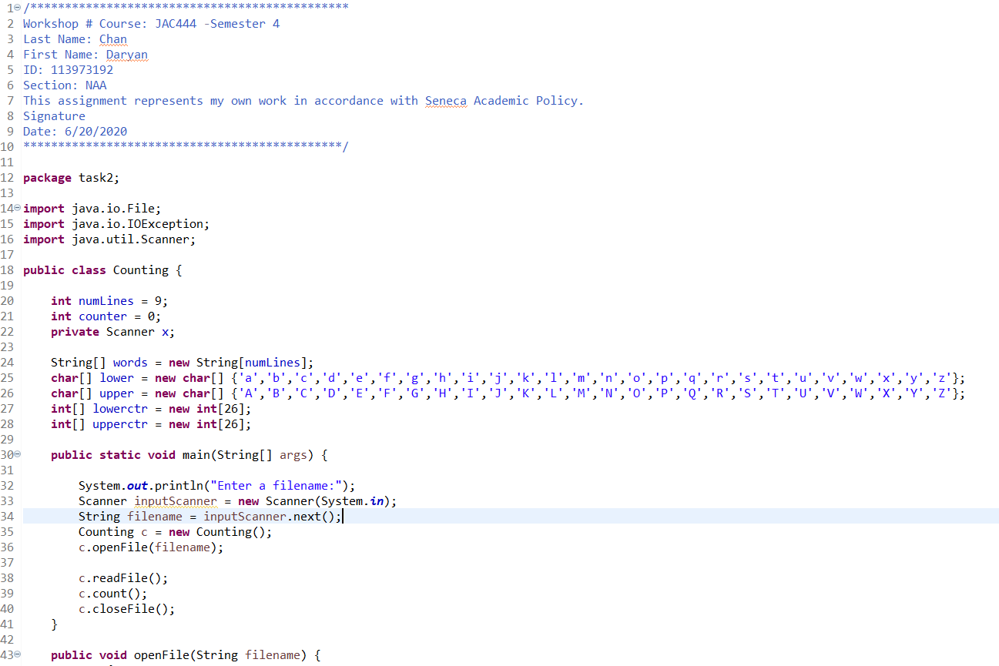 1 /**********************************************
2 Workshop # Course: JAC444 -Semester 4
3 Last Name: Chan
4 First Name: Daryan
5 ID: 113973192
6 Section: NAA
7 This assignment represents my own work in accordance with Seneca Academic Policy.
8 Signature
9 Date: 6/20/2020
10 **********************************************/
11
12 package task2;
13
14 import java.io.File;
15 import java.io.IOException;
16 import java.util.Scanner;
17
18 public class Counting {
19
20     int numLines = 9;
21     int counter = 0;
22     private Scanner x;
23
24     String[] words = new String[numLines];
25     char[] lower = new char[] {'a','b','c','d','e','f','g','h','i','j','k','l','m','n','o','p','q','r','s','t','u','v','w','x','y','z'};
26     char[] upper = new char[] {'A','B','C','D','E','F','G','H','I','J','K','L','M','N','O','P','Q','R','S','T','U','V','W','X','Y','Z'};
27     int[] lowerctr = new int[26];
28     int[] upperctr = new int[26];
29
30     public static void main(String[] args) {
31
32         System.out.println("Enter a filename:");
33         Scanner inputScanner = new Scanner(System.in);
34         String filename = inputScanner.next();
35         Counting c = new Counting();
36         c.openFile(filename);
37
38         c.readFile();
39         c.count();
40         c.closeFile();
41     }
42
43     public void openFile(String filename) {